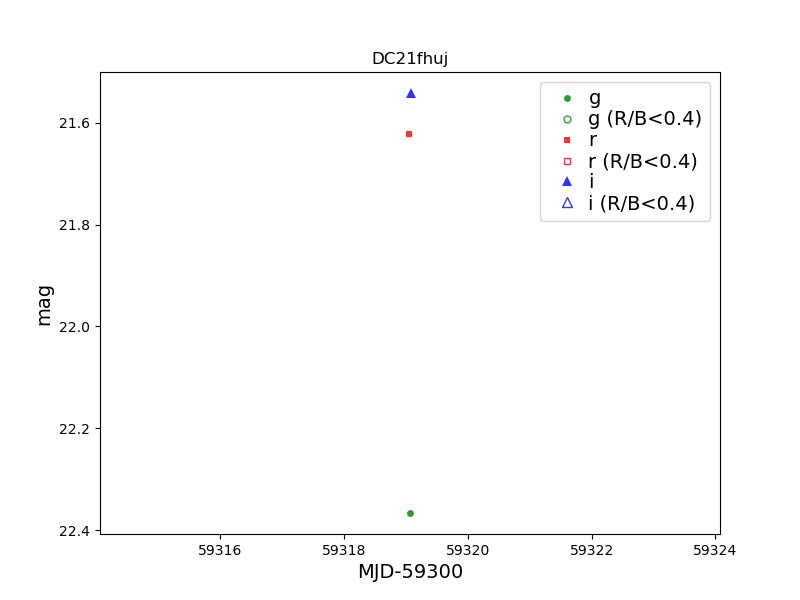 DC21fhuj
g
g (R/B<0.4)
r
r (R/B<0.4)
i
i (R/B<0.4)
21.6
21.8
22.0
22.2
22.4
mag
59316 59318 59320 59322 59324
MJD-59300